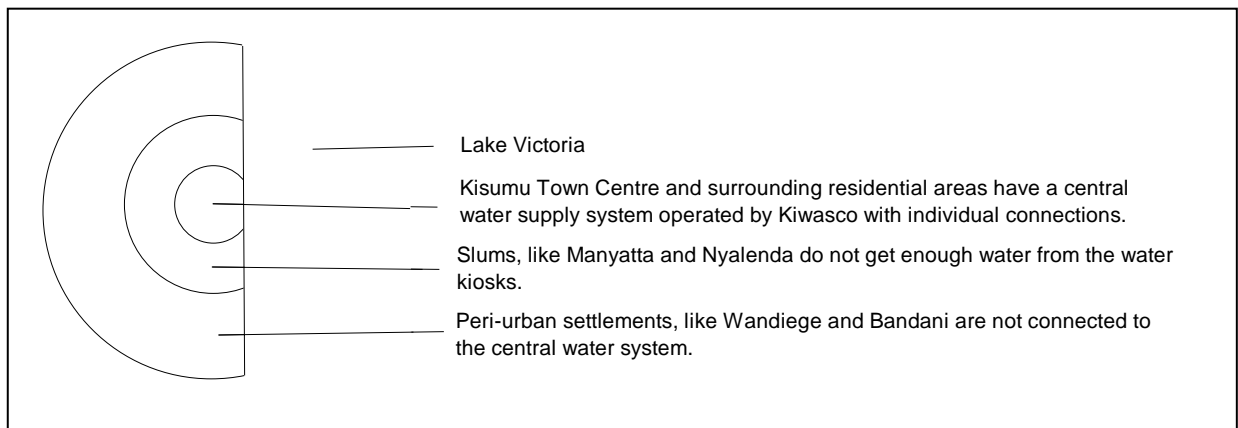 Lake Victoria
Kisumu Town Centre and surrounding residential areas have a central
water supply system operated by Kiwasco with individual connections.
Slums, like Manyatta and Nyalenda do not get enough water from the water
kiosks.
Peri-urban settlements, like Wandiege and Bandani are not connected to
the central water system.